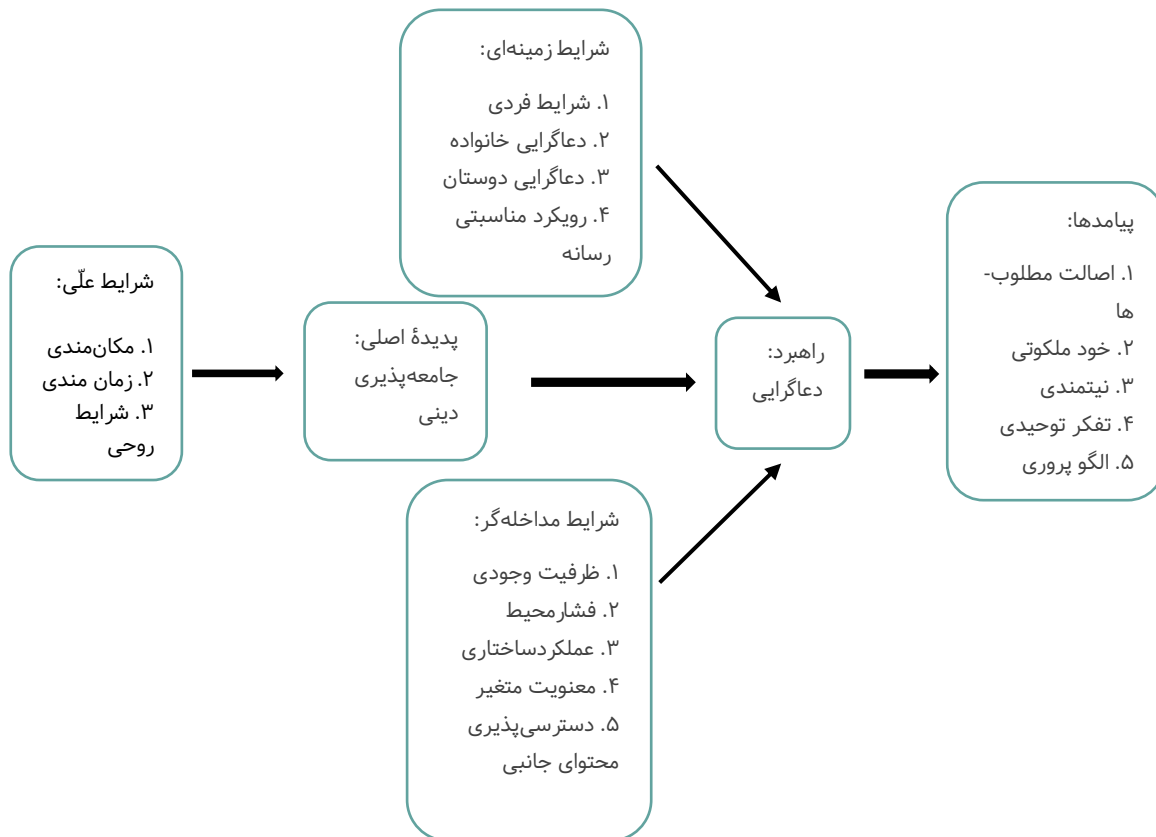 شرایط زمینه‌ای:
۱. شرایط فردی
۲. دعاگرایی خانواده
۳. دعاگرایی دوستان
۴. رویکرد مناسبتی
رسانه
شرایط علّی:
۱. مکان‌مندی
۲. زمان مندی
۳. شرایط
روحی
پدیدۀ اصلی:
جامعه‌پذیری
دینی
راهبرد:
دعاگرایی
پیامدها:
۱. اصالت مطلوب-
ها
۲. خود ملکوتی
۳. نیتمندی
۴. تفکر توحیدی
۵. الگو پروری
شرایط مداخله‌گر:
۱. ظرفیت وجودی
۲. فشارمحیط
۳. عملکردساختاری
۴. معنویت متغیر
۵. دسترسی‌پذیری
محتوای جانبی